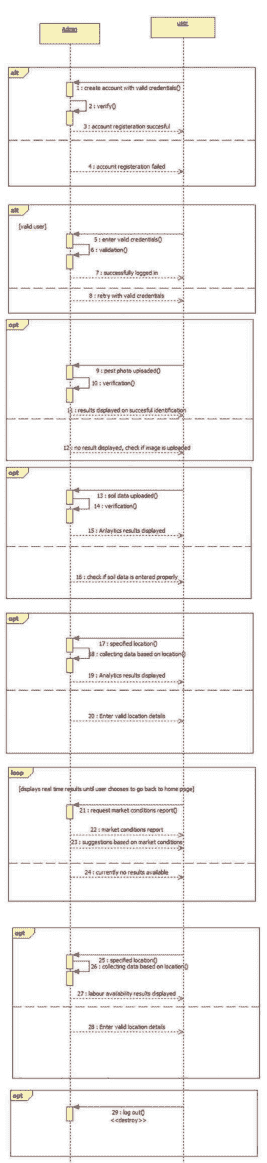 Admin
user
alt
1 : create account with valid credentials()
2 : verify()
3 : account registeration succesful
4 : account registeration failed
alt
[valid user]
5 : enter valid credentials()
6 : validation()
7 : successfully logged in
8 : retry with valid credentials
opt
9 : pest photo uploaded()
10 : verification()
11 : results displayed on succesful identification
12 : no result displayed, check if image is uploaded
opt
13 : soil data uploaded()
14 : verification()
15 : Anlaytics results displayed
16 : check if soil data is entered properly
opt
17 : specified location()
18 : collecting data based on location()
19 : Analytics results displayed
20 : Enter valid location details
loop
[displays real time results until user chooses to go back to home page]
21 : request market conditions report()
22 : market conditions report
23 : suggestions based on market conditions
24 : currently no results available
opt
25 : specified location()
26 : collecting data based on location()
27 : labour availability results displayed
28 : Enter valid location details
opt
29 : log out()
<<destroy>>